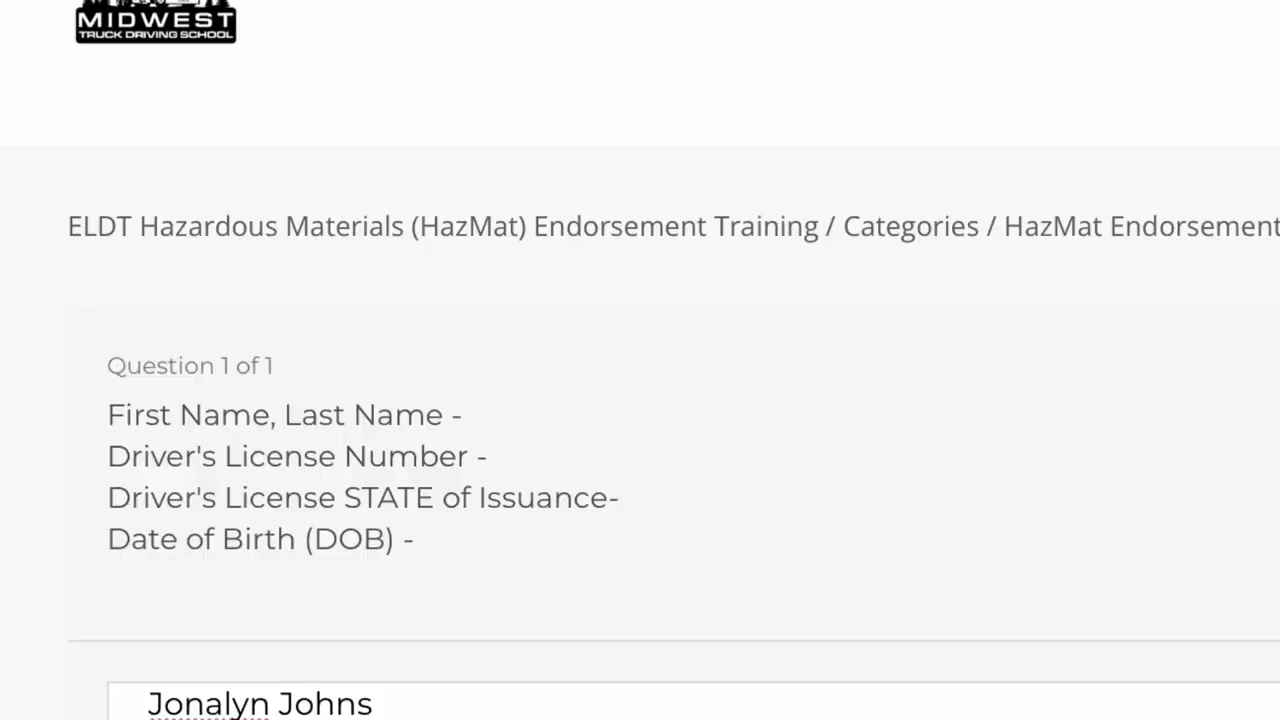 MIDWEST
TRUCK DRIVING SCHOOL
ELDT Hazardous Materials (HazMat) Endorsement Training / Categories / HazMat Endorsement
Question 1 of 1
First Name, Last Name -
Driver's License Number -
Driver's License STATE of Issuance-
Date of Birth (DOB) -
Jonalyn Johns